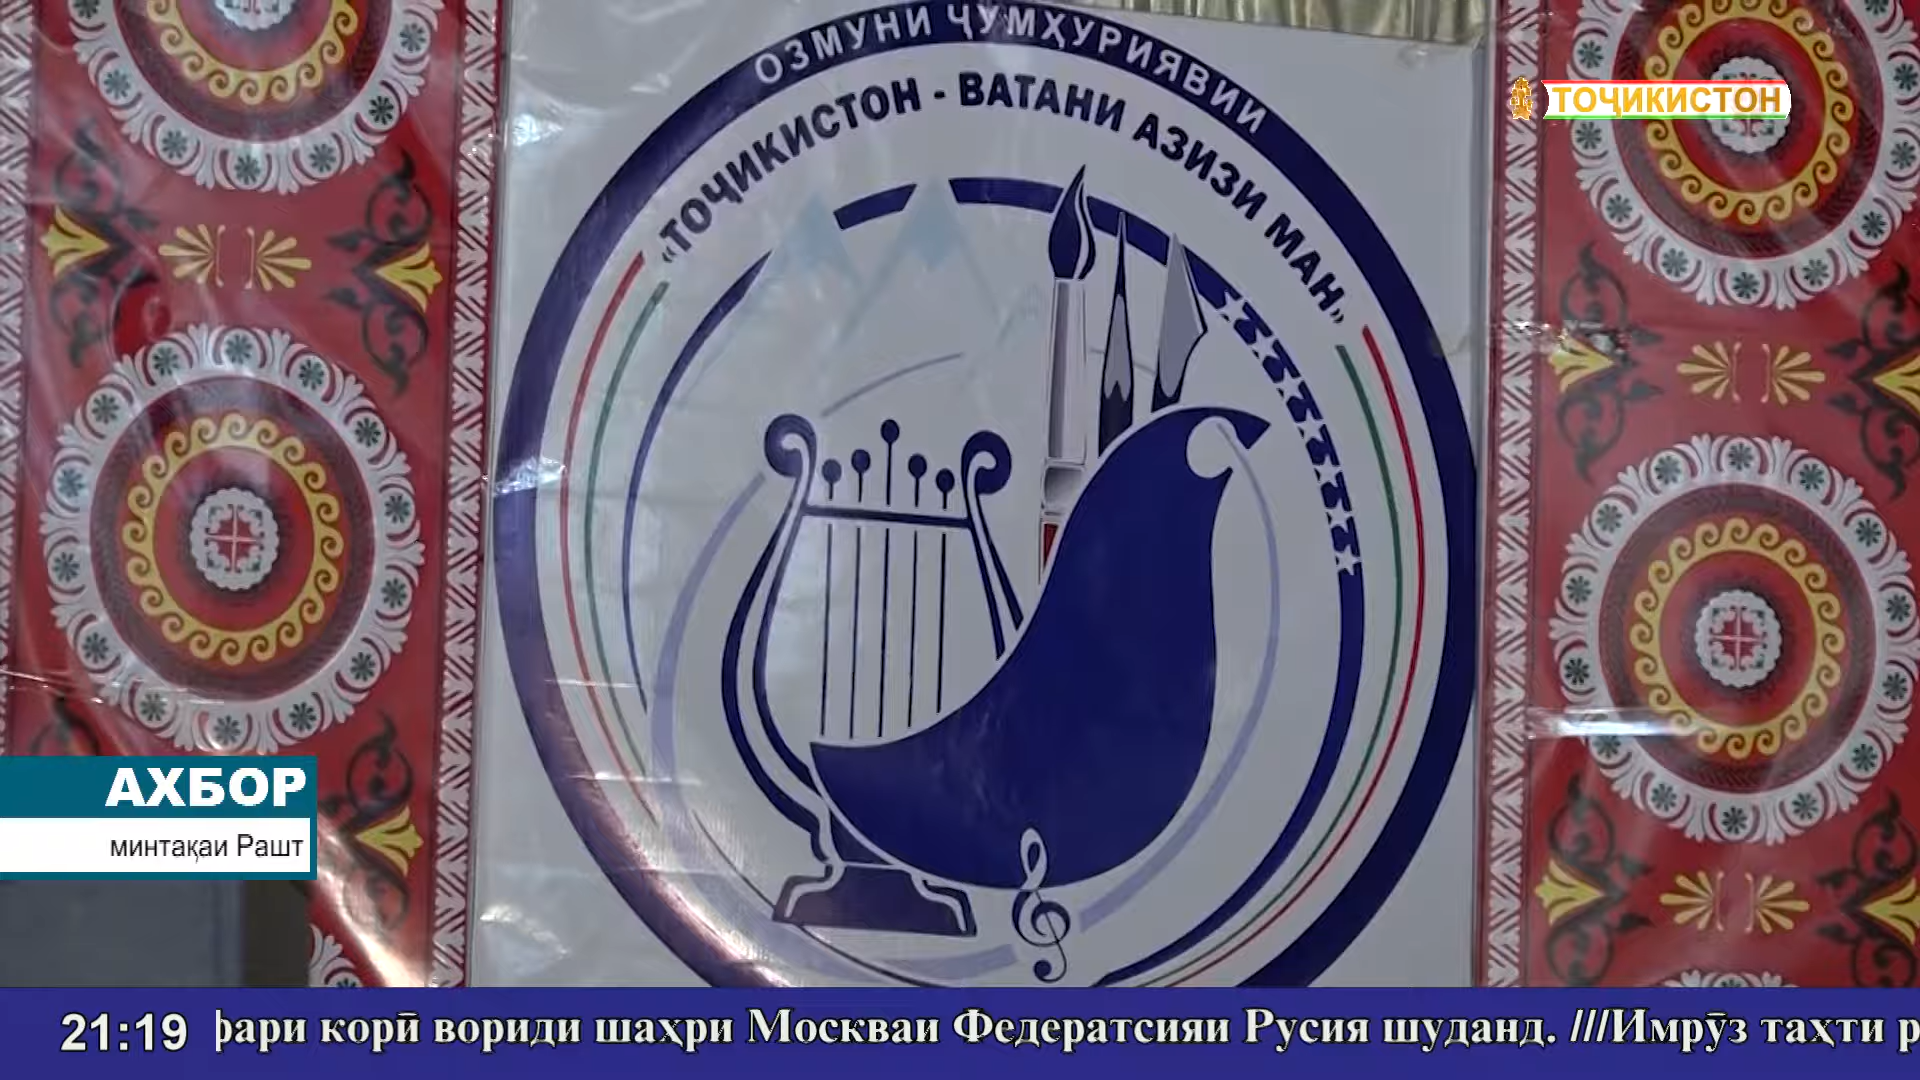 ОЗМУНИ ҶУМҲУРИЯВИИ
«ТОҶИКИСТОН - ВАТАНИ АЗИЗИ МАН»
ТОҶИКИСТОН
АХБОР
минтақаи Рашт
21:19
фари корӣ вориди шаҳри Москваи Федератсияи Русия шуданд. ///Имрӯз таҳти р